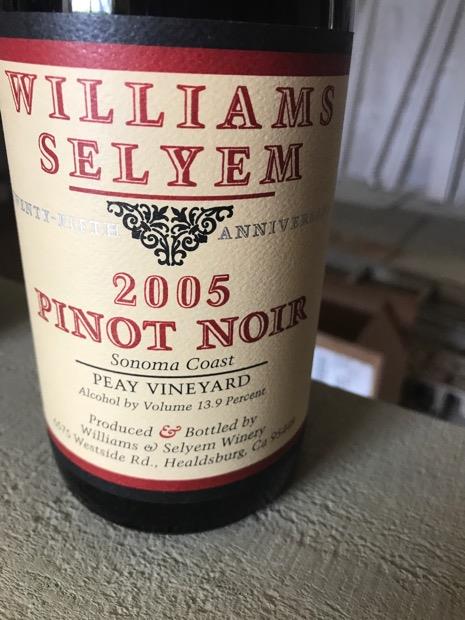 WILLIAMS
SELYEM
ANNIVERSARY
2005
PINOT NOIR
Sonoma Coast
PEAY VINEYARD
Alcohol by Volume 13.9 Percent
Produced & Bottled by
Williams & Selyem Winery
Westside Rd., Healdsburg, Ca